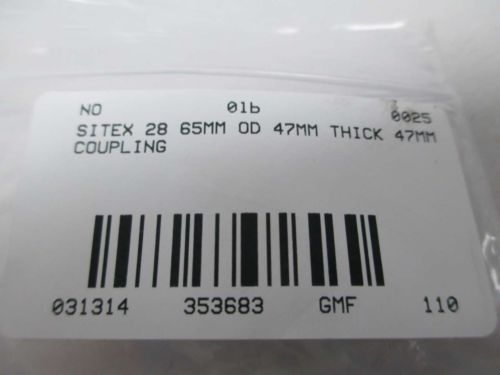 NO 01b 0025
SITEX 28 65MM OD 47MM THICK 47MM
COUPLING
031314 353683 GMF 110